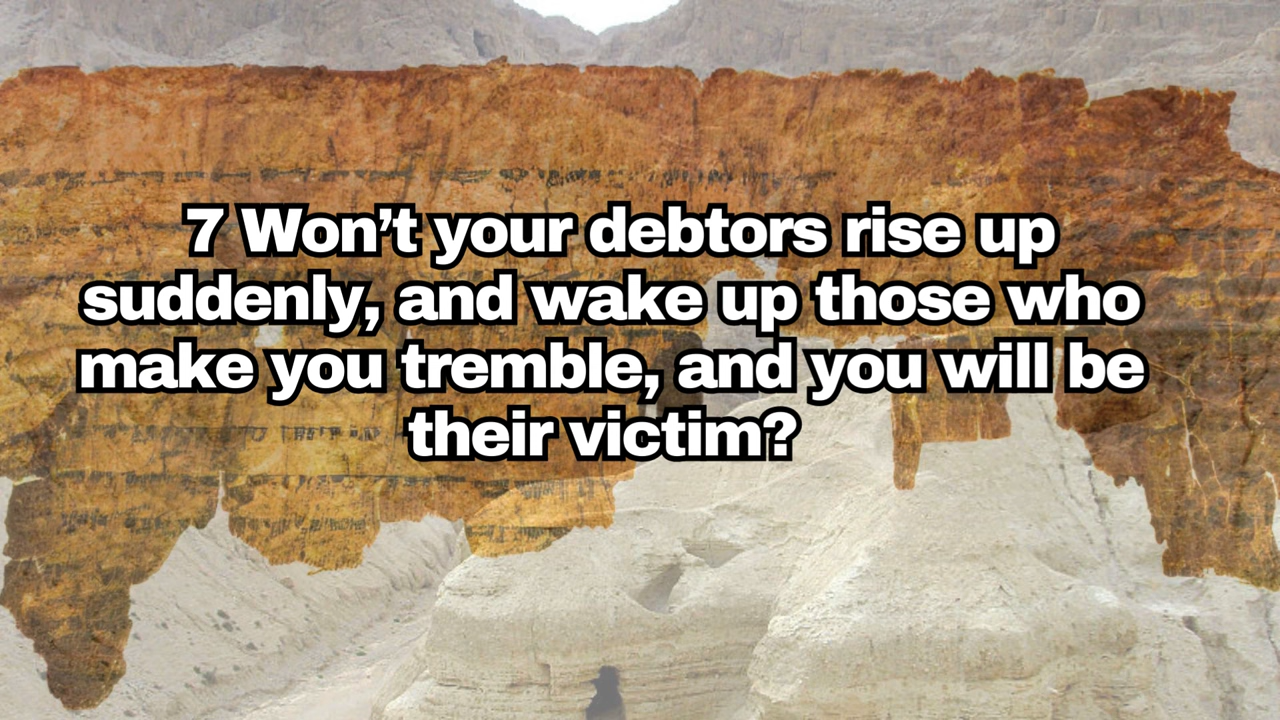 7 Won’t your debtors rise up
suddenly, and wake up those who
make you tremble, and you will be
their victim?